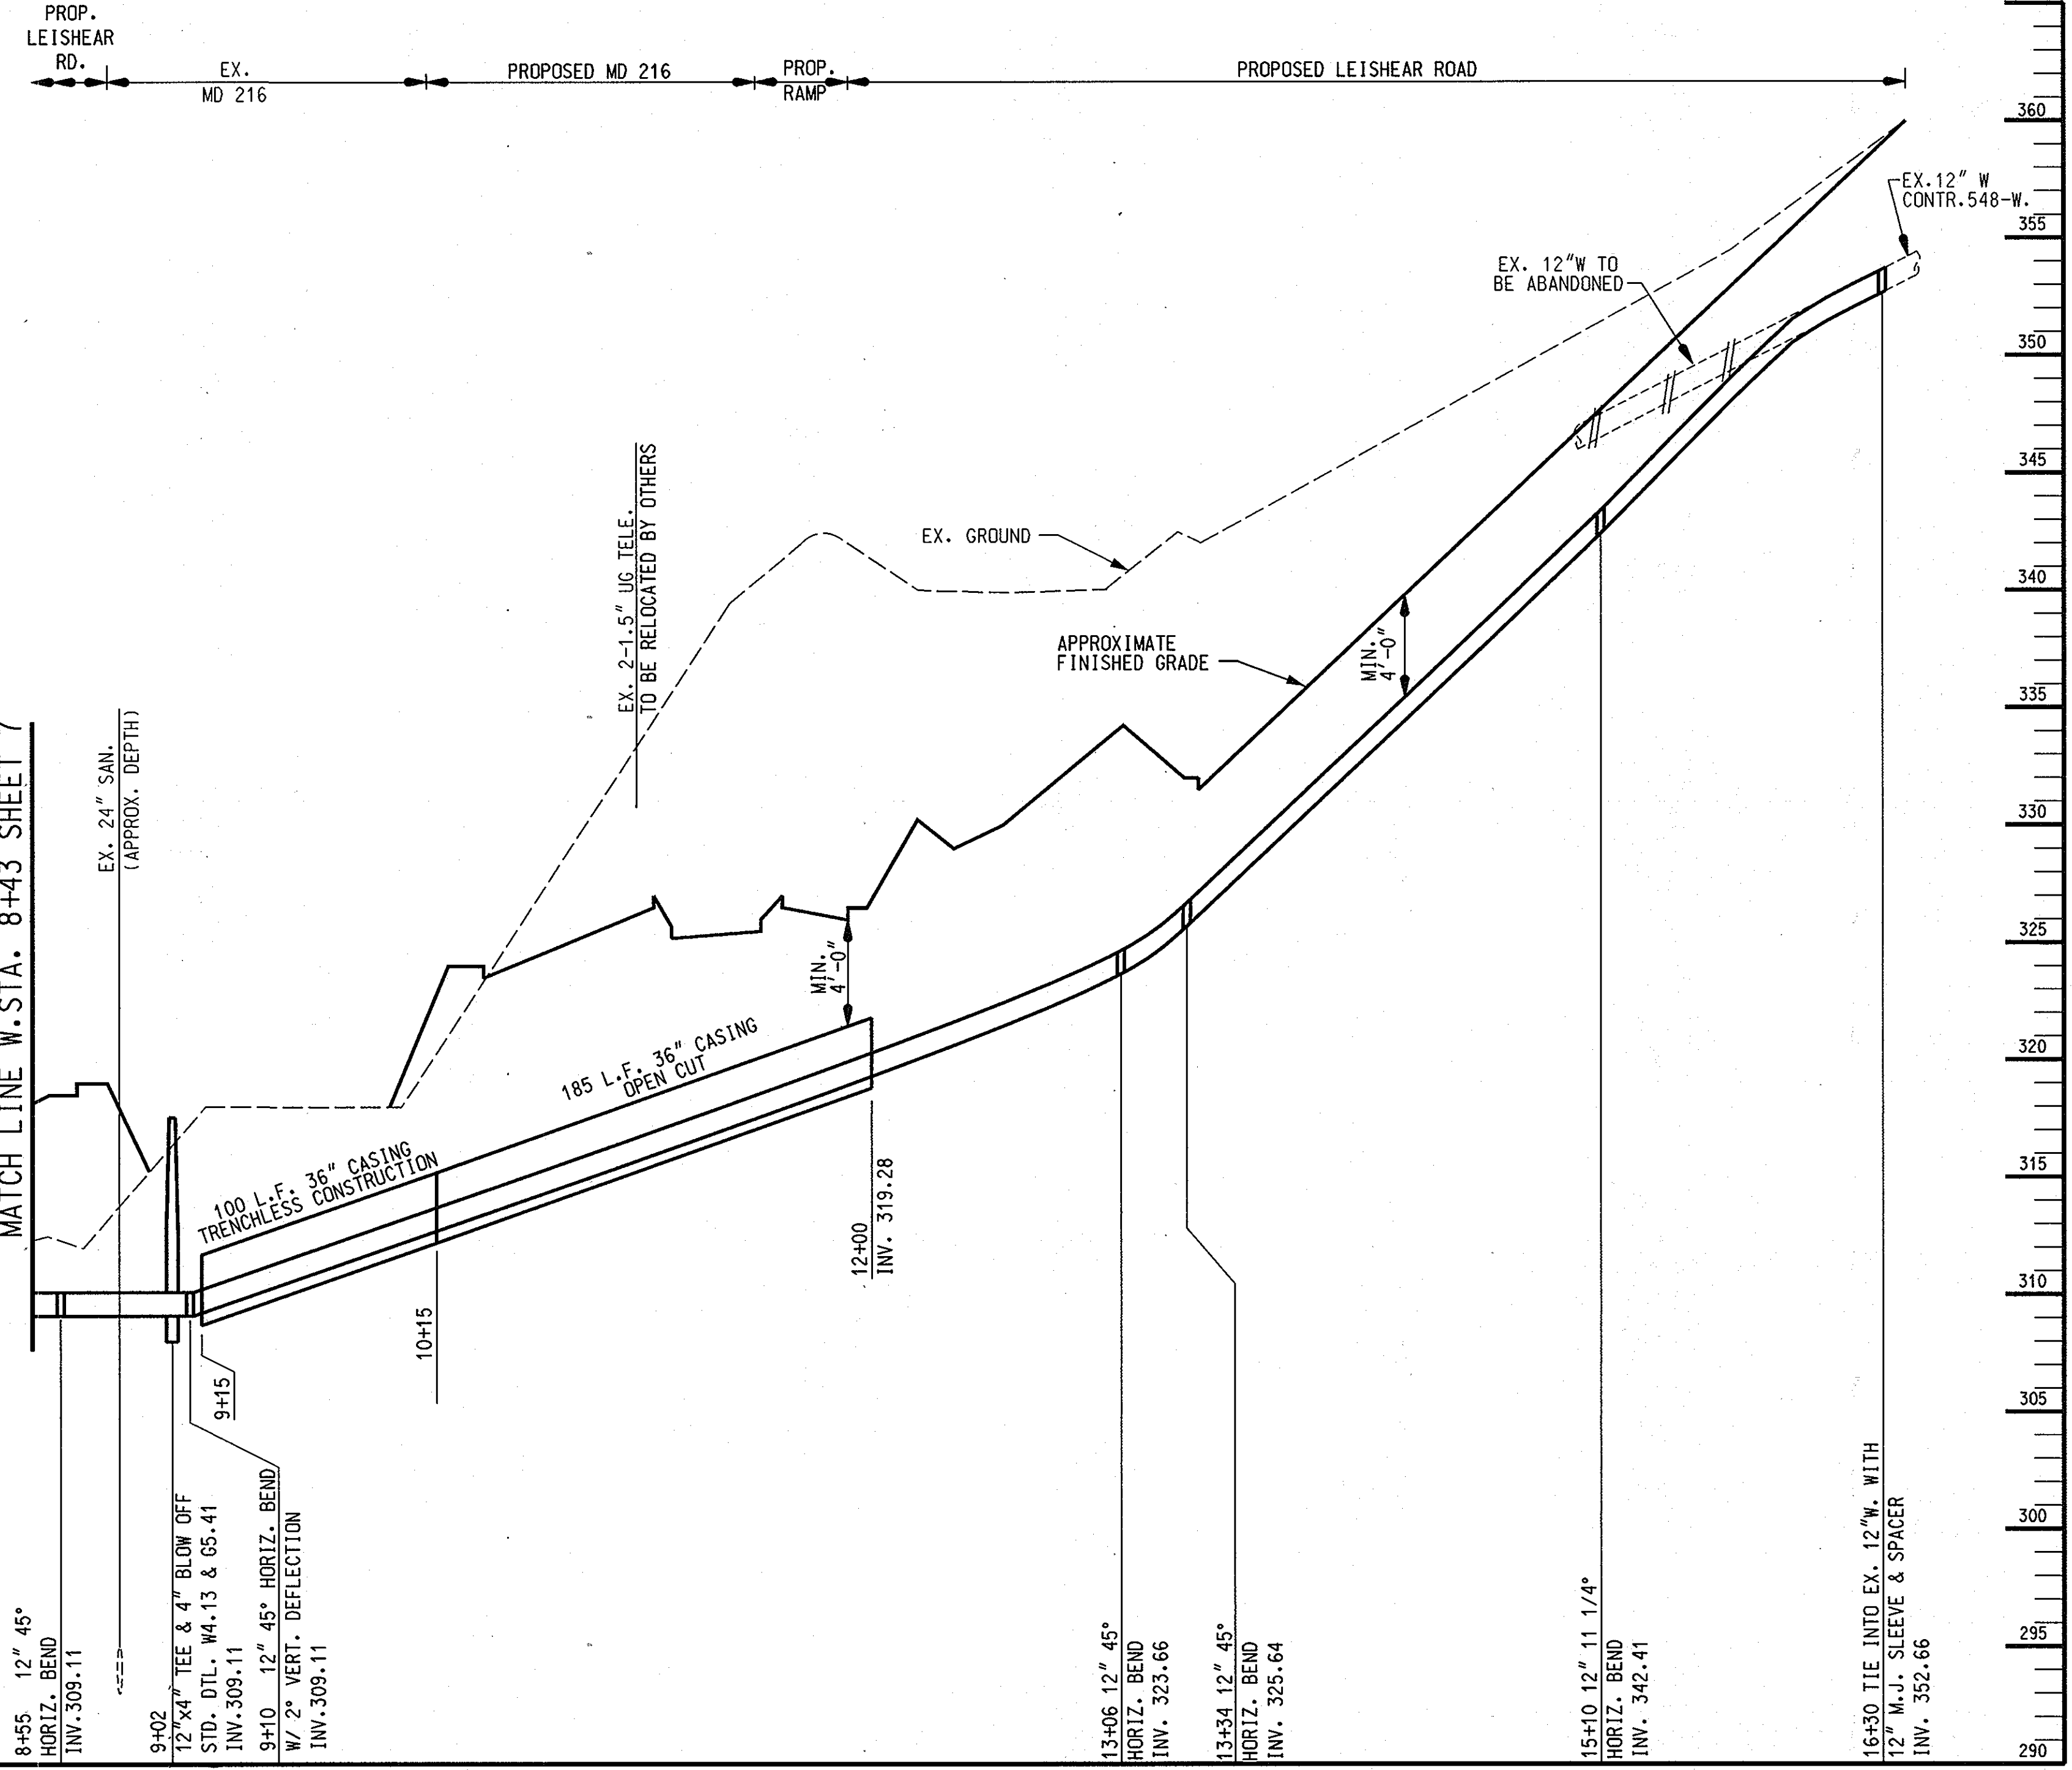 PROP.
LEISHEAR
RD.
EX.
MD 216
PROPOSED MD 216
PROP.
RAMP
PROPOSED LEISHEAR ROAD
360
EX.12" W
CONTR.548-W.
355
EX. 12"W TO
BE ABANDONED
350
345
EX. 2-1.5" UG TELE.
TO BE RELOCATED BY OTHERS
EX. GROUND
340
APPROXIMATE
FINISHED GRADE
MIN.
4'-0"
335
MATCH LINE W.STA. 8+43 SHEET 7
EX. 24" SAN.
(APPROX. DEPTH)
330
325
MIN.
4'-0"
185 L.F. 36" CASING
OPEN CUT
320
100 L.F. 36" CASING
TRENCHLESS CONSTRUCTION
315
12+00
INV. 319.28
310
10+15
9+15
305
300
295
290
8+55 12" 45°
HORIZ. BEND
INV.309.11
9+02
12"x4" TEE & 4" BLOW OFF
STD. DTL. W4.13 & G5.41
INV.309.11
9+10 12" 45° HORIZ. BEND
W/ 2° VERT. DEFLECTION
INV.309.11
13+06 12" 45°
HORIZ. BEND
INV. 323.66
13+34 12" 45°
HORIZ. BEND
INV. 325.64
15+10 12" 11 1/4°
HORIZ. BEND
INV. 342.41
16+30 TIE INTO EX. 12"W. WITH
12" M.J. SLEEVE & SPACER
INV. 352.66